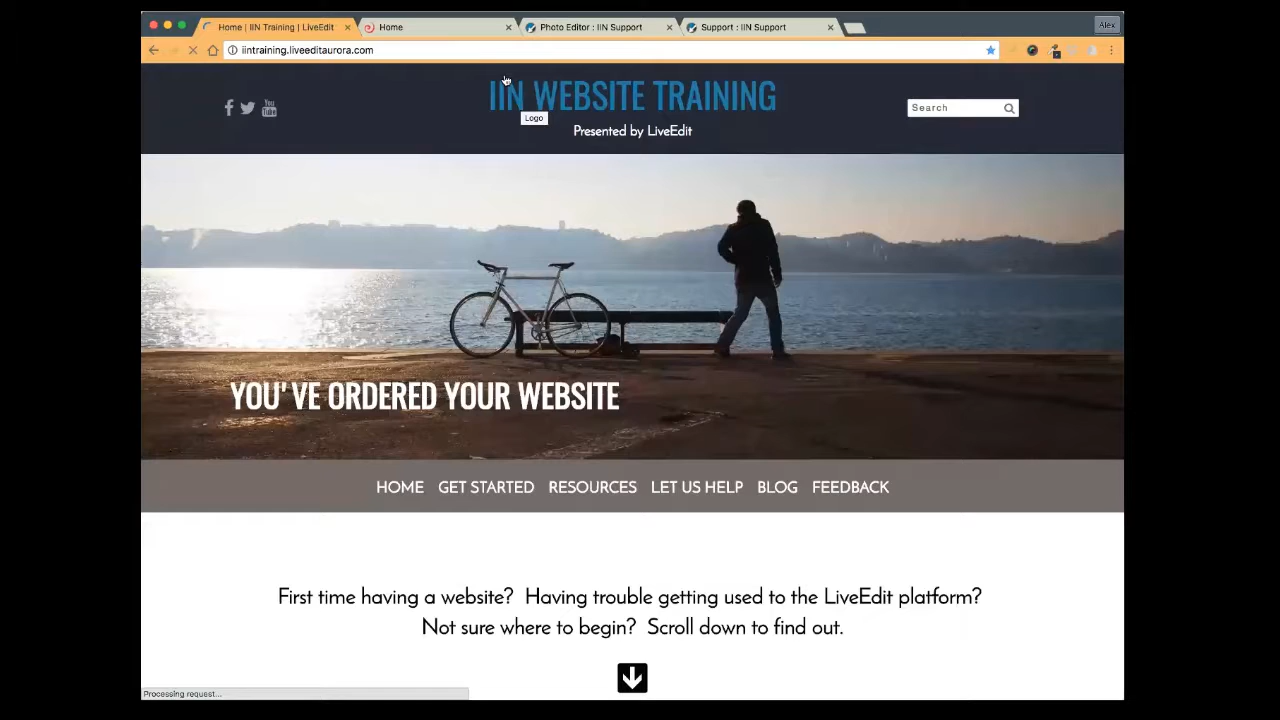 Home | IIN Training | LiveEdit
Home
Photo Editor : IIN Support
Support : IIN Support
Alex
iintraining.liveeditaurora.com
IIN WEBSITE TRAINING
Logo
You Tube
Search
Presented by LiveEdit
YOU'VE ORDERED YOUR WEBSITE
HOME GET STARTED RESOURCES LET US HELP BLOG FEEDBACK
First time having a website? Having trouble getting used to the LiveEdit platform?
Not sure where to begin? Scroll down to find out.
Processing request...